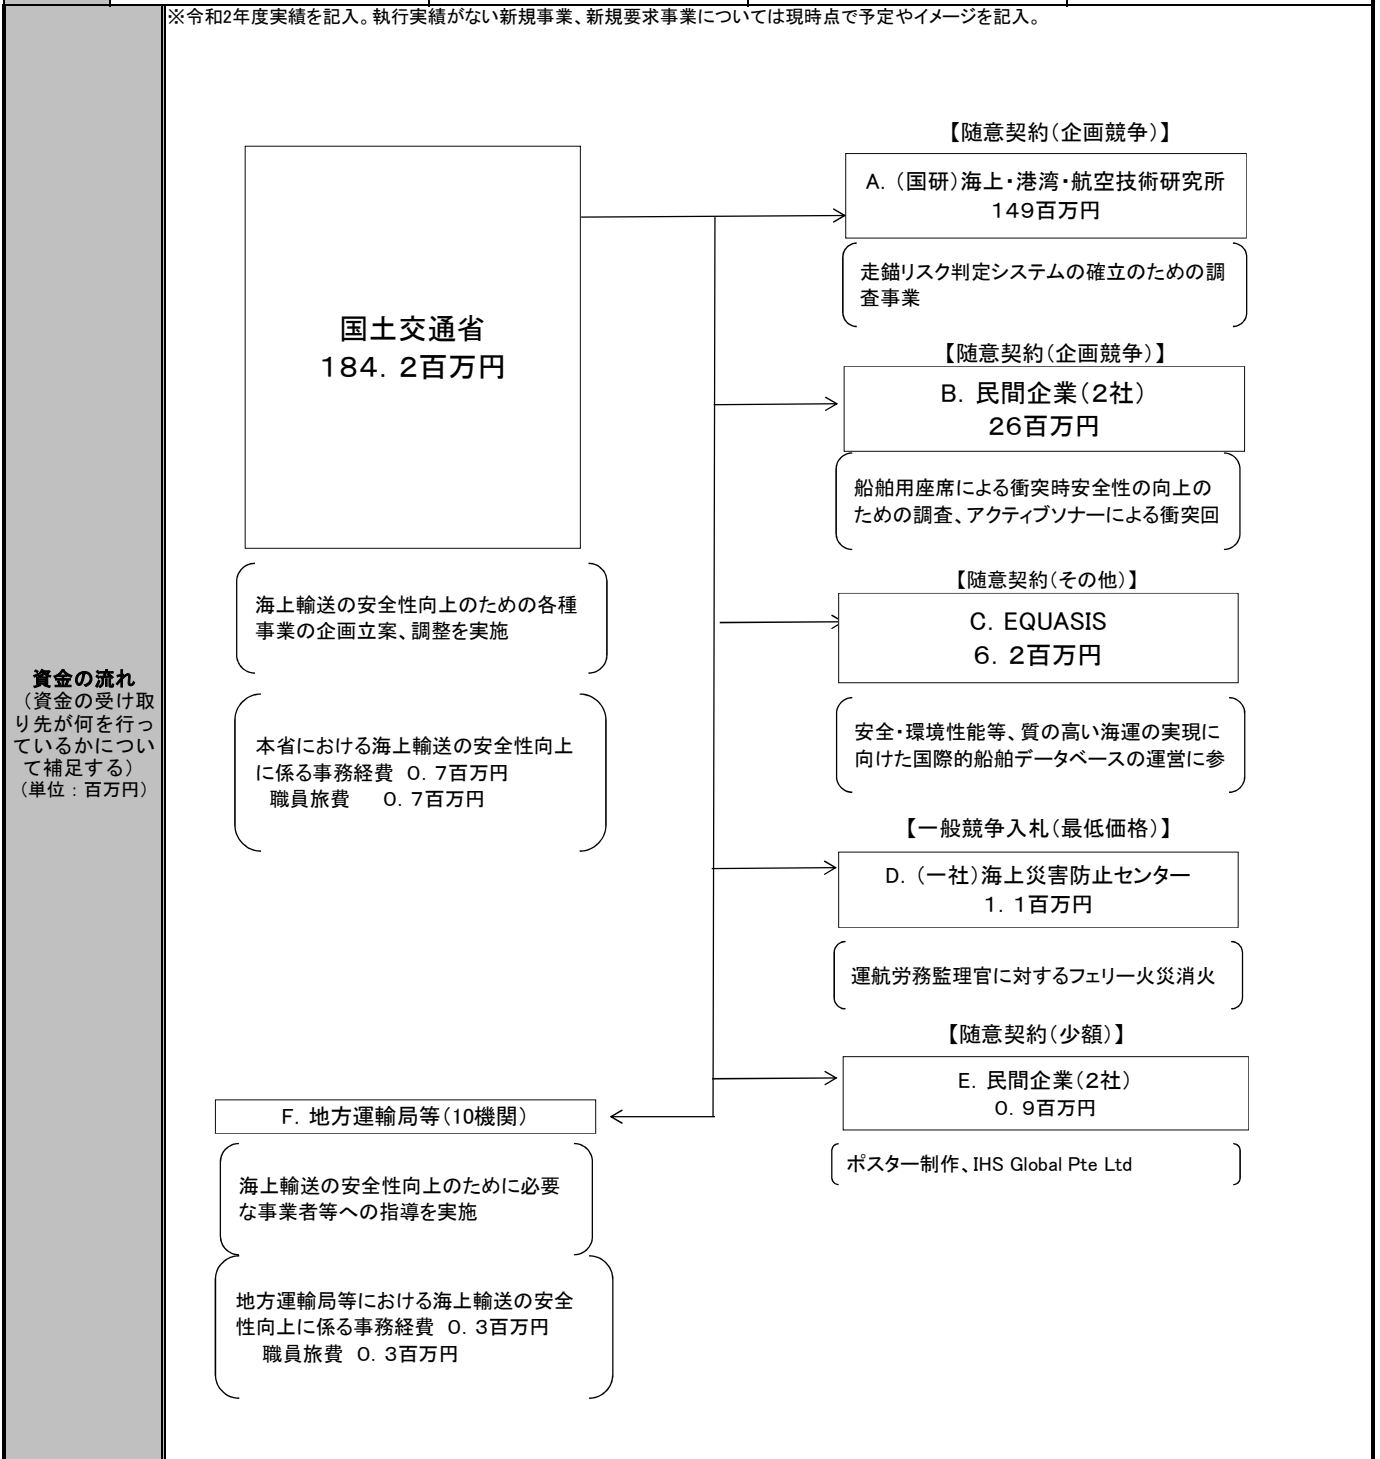 ※令和2年度実績を記入。執行実績がない新規事業、新規要求事業については現時点で予定やイメージを記入。
資金の流れ
（資金の受け取
り先が何を行っ
ているかについ
て補足する）
（単位：百万円）
国土交通省
１８４．２百万円
海上輸送の安全性向上のための各種
事業の企画立案、調整を実施
本省における海上輸送の安全性向上
に係る事務経費　０．７百万円
職員旅費　　０．７百万円
【随意契約（企画競争）】
A．（国研）海上・港湾・航空技術研究所
１４９百万円
走錨リスク判定システムの確立のための調
査事業
【随意契約（企画競争）】
B．民間企業（２社）
２６百万円
船舶用座席による衝突時安全性の向上の
ための調査、アクティブソナーによる衝突回
【随意契約（その他）】
C．EQUASIS
６．２百万円
安全・環境性能等、質の高い海運の実現に
向けた国際的船舶データベースの運営に参
【一般競争入札（最低価格）】
D．（一社）海上災害防止センター
１．１百万円
運航労務監理官に対するフェリー火災消火
【随意契約（少額）】
E．民間企業（２社）
０．９百万円
ポスター制作、IHS Global Pte Ltd
F．地方運輸局等（10機関）
海上輸送の安全性向上のために必要
な事業者等への指導を実施
地方運輸局等における海上輸送の安全
性向上に係る事務経費　０．３百万円
職員旅費　０．３百万円